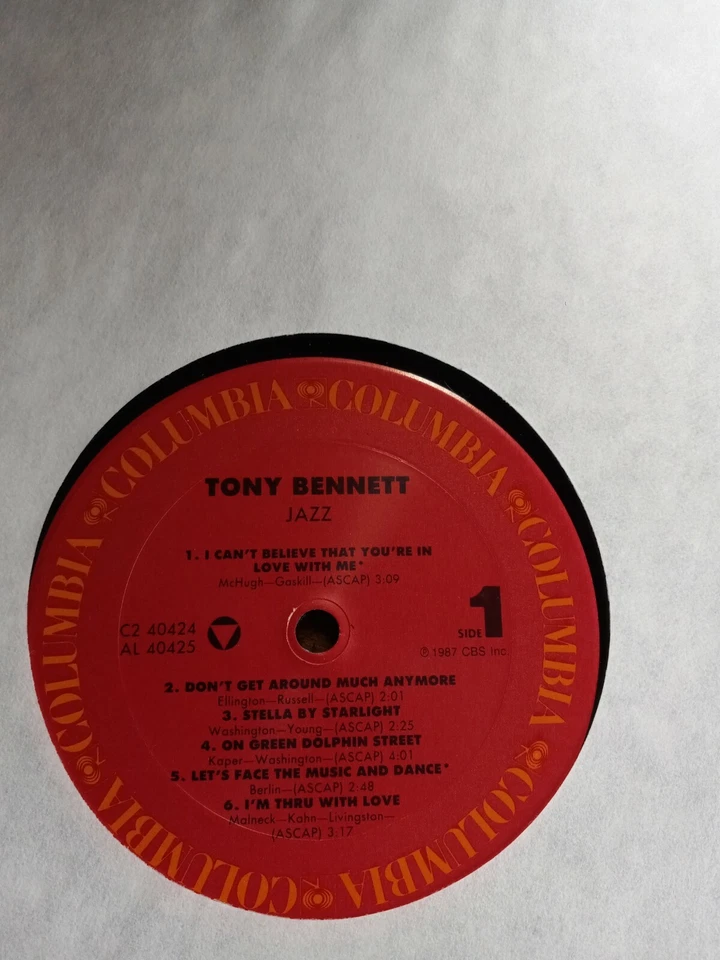 COLUMBIA COLUMBIA COLUMBIA COLUMBIA COLUMBIA COLUMBIA COLUMBIA
TONY BENNETT
JAZZ
1. I CAN'T BELIEVE THAT YOU'RE IN
LOVE WITH ME*
McHugh—Gaskill—(ASCAP) 3:09
C2 40424
AL 40425
SIDE 1
℗ 1987 CBS Inc.
2. DON'T GET AROUND MUCH ANYMORE
Ellington—Russell—(ASCAP) 2:01
3. STELLA BY STARLIGHT
Washington—Young—(ASCAP) 2:25
4. ON GREEN DOLPHIN STREET
Kaper—Washington—(ASCAP) 4:01
5. LET'S FACE THE MUSIC AND DANCE*
Berlin—(ASCAP) 2:48
6. I'M THRU WITH LOVE
Malneck—Kahn—Livingston—
(ASCAP) 3:17